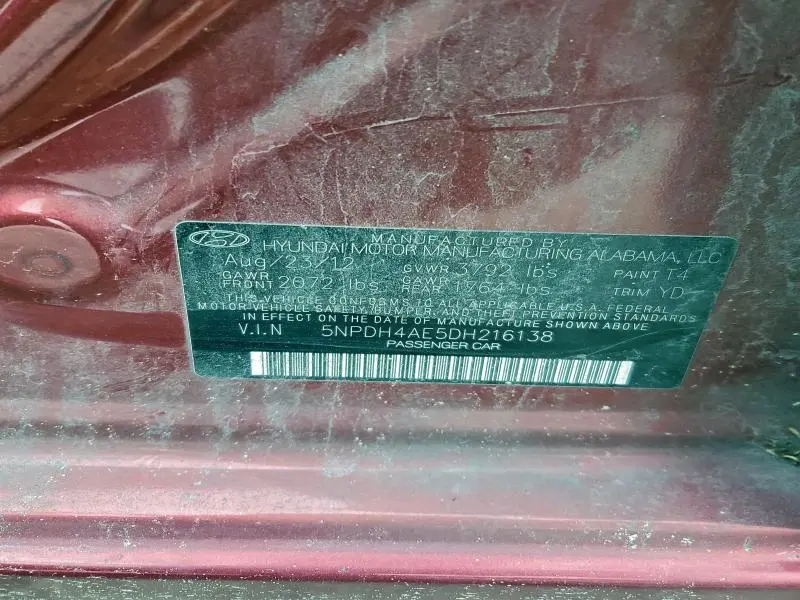 MANUFACTURED BY
HYUNDAI MOTOR MANUFACTURING ALABAMA, LLC
Aug/23/12 GVWR 3792 lbs PAINT T4
GAWR FRONT 2072 lbs GAWR REAR 1764 lbs TRIM YD
THIS VEHICLE CONFORMS TO ALL APPLICABLE U.S.A. FEDERAL
MOTOR VEHICLE SAFETY, BUMPER, AND THEFT PREVENTION STANDARDS
IN EFFECT ON THE DATE OF MANUFACTURE SHOWN ABOVE.
V.I.N 5NPDH4AE5DH216138
PASSENGER CAR